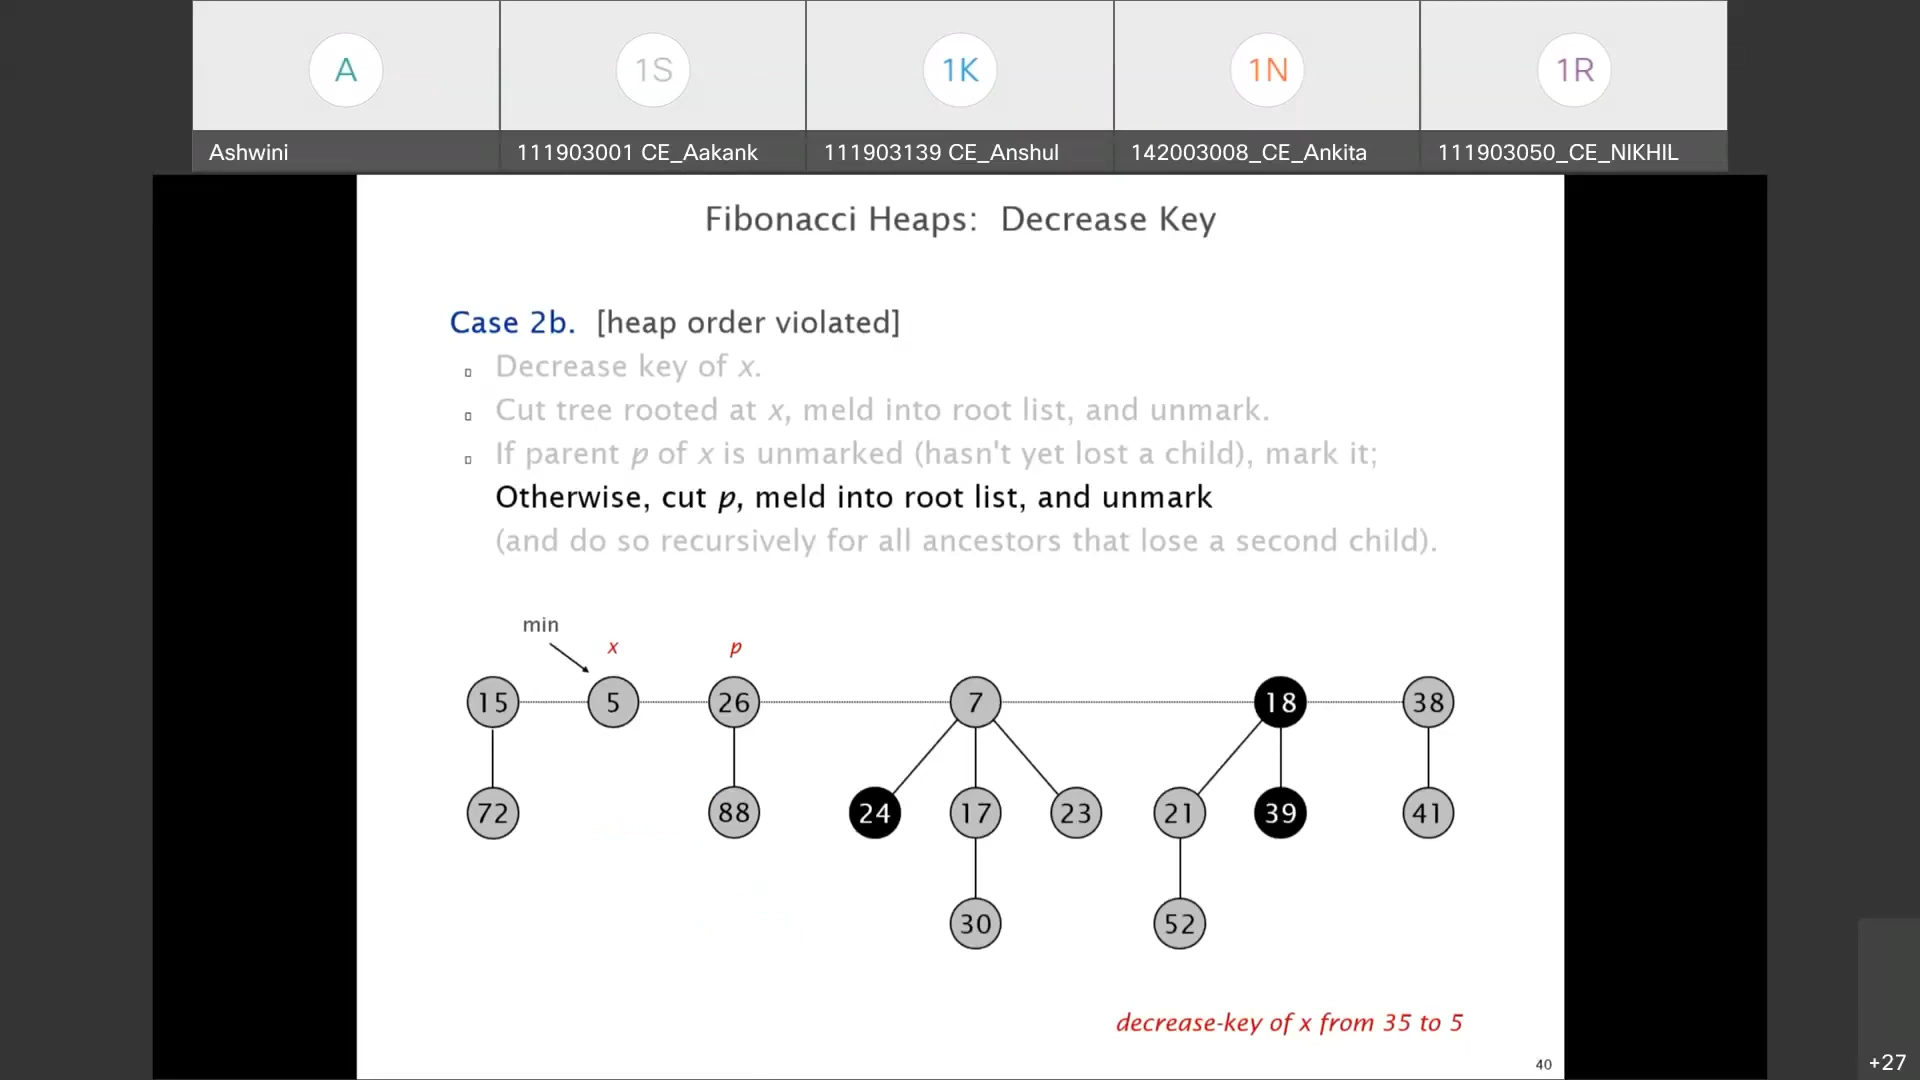 A
1S
1K
1N
1R
Ashwini
111903001 CE_Aakank
111903139 CE_Anshul
142003008_CE_Ankita
111903050_CE_NIKHIL
Fibonacci Heaps: Decrease Key
Case 2b. [heap order violated]
Decrease key of x.
Cut tree rooted at x, meld into root list, and unmark.
If parent p of x is unmarked (hasn't yet lost a child), mark it;
Otherwise, cut p, meld into root list, and unmark
(and do so recursively for all ancestors that lose a second child).
min
x
p
15
5
26
7
18
38
72
88
24
17
23
21
39
41
30
52
decrease-key of x from 35 to 5
40
+27